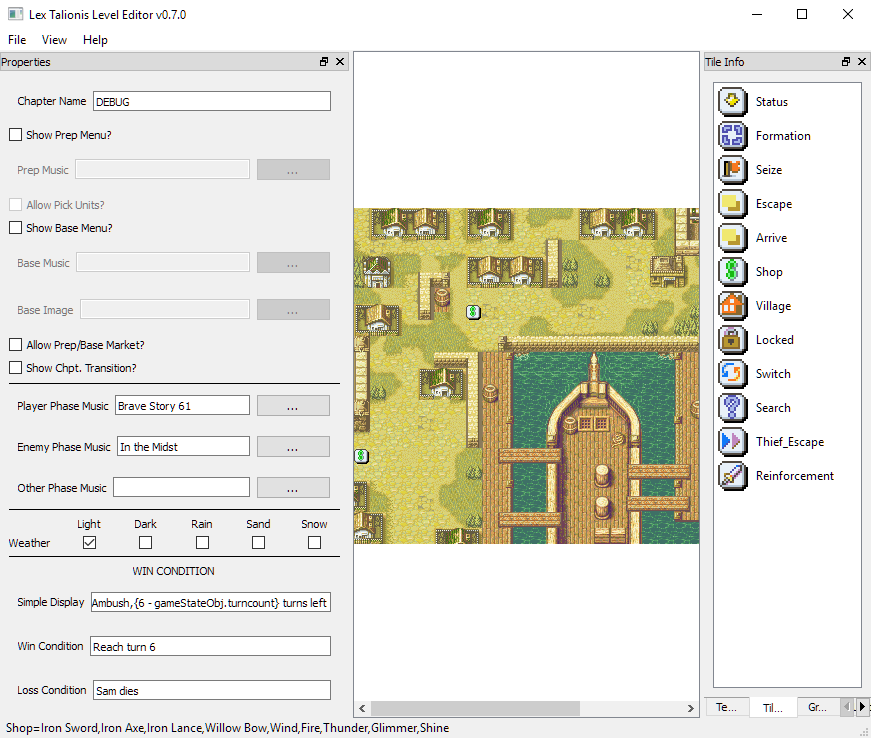 Lex Talionis Level Editor v0.7.0
File View Help
Properties
Tile Info
Chapter Name DEBUG
Show Prep Menu?
Prep Music ...
Allow Pick Units?
Show Base Menu?
Base Music ...
Base Image ...
Allow Prep/Base Market?
Show Chpt. Transition?
Player Phase Music Brave Story 61 ...
Enemy Phase Music In the Midst ...
Other Phase Music ...
Light Dark Rain Sand Snow
Weather
WIN CONDITION
Simple Display Ambush,{6 - gameStateObj.turncount} turns left
Win Condition Reach turn 6
Loss Condition Sam dies
Status
Formation
Seize
Escape
Arrive
Shop
Village
Locked
Switch
Search
Thief_Escape
Reinforcement
Te... Til... Gr...
Shop=Iron Sword,Iron Axe,Iron Lance,Willow Bow,Wind,Fire,Thunder,Glimmer,Shine